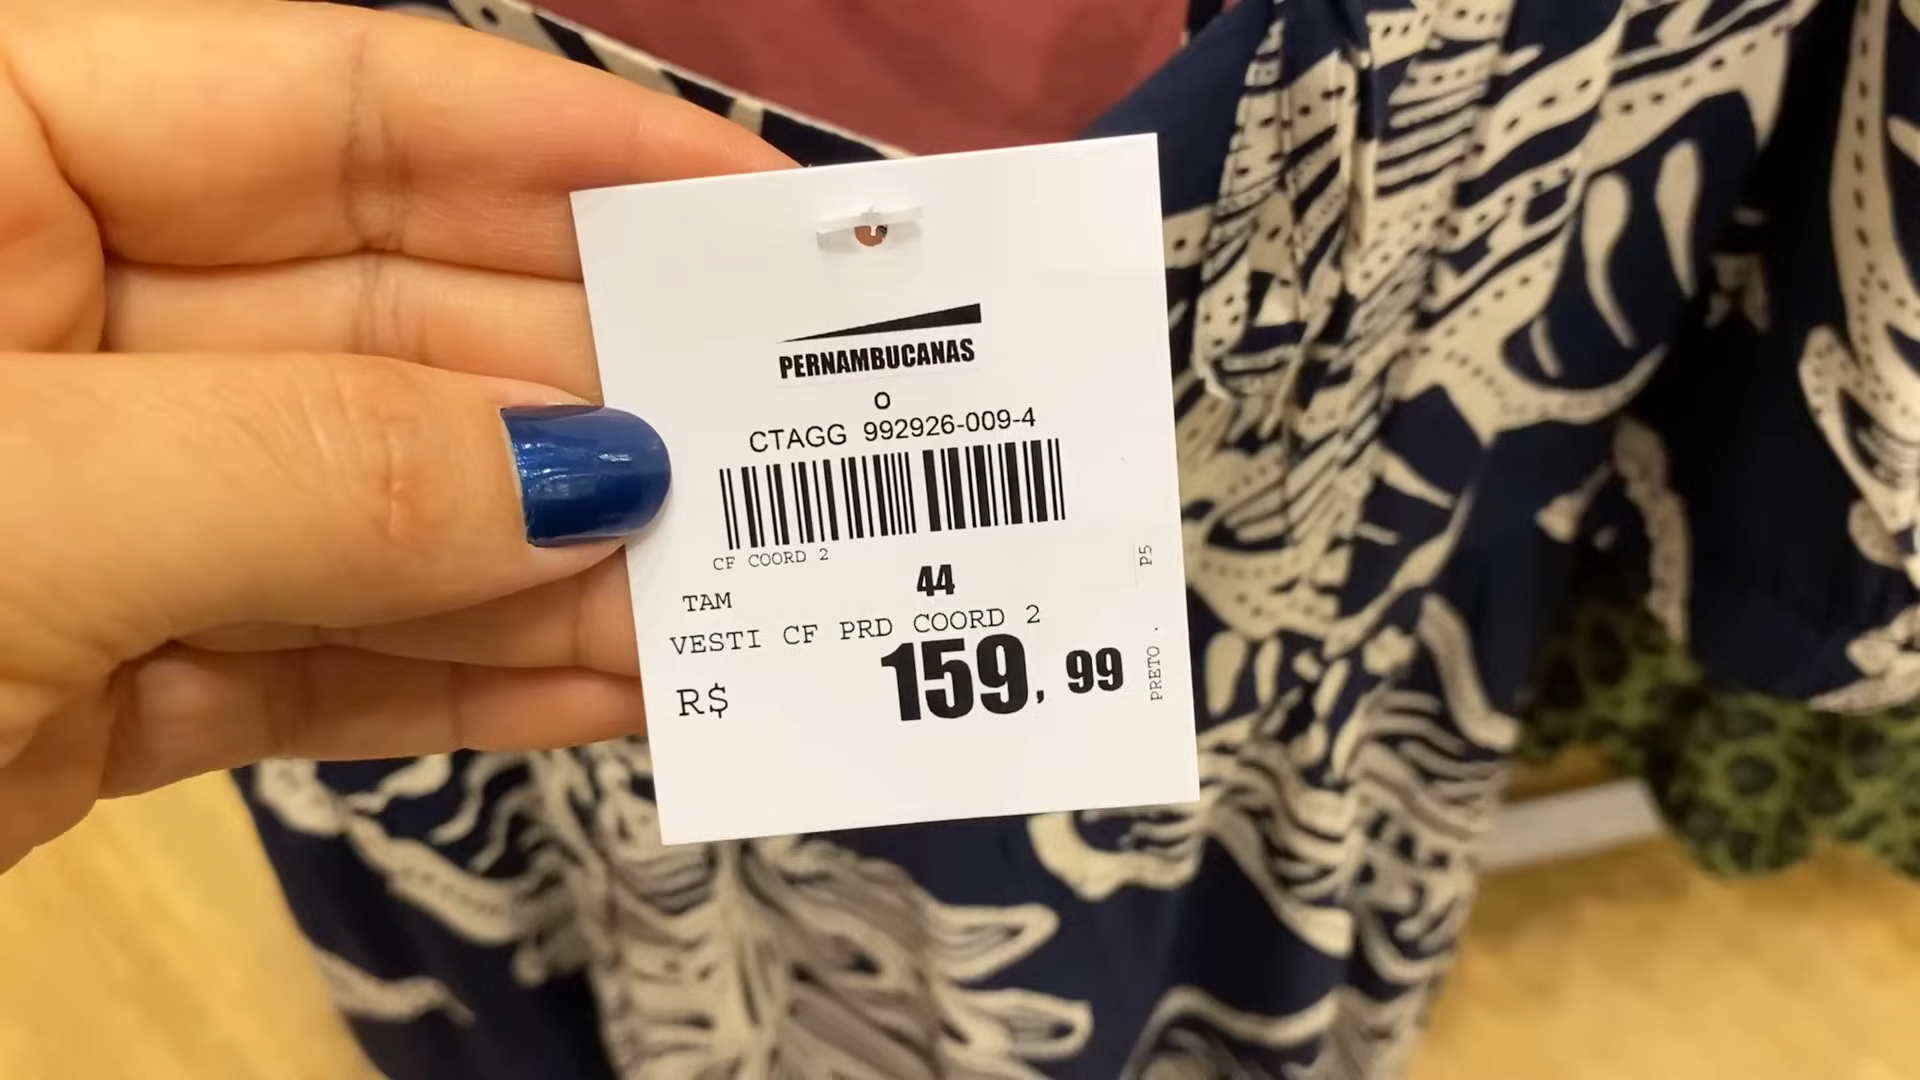 PERNAMBUCANAS
O
CTAGG 992926-009-4
CF COORD 2
TAM 44
VESTI CF PRD COORD 2
R$ 159,99
P5
PRETO .